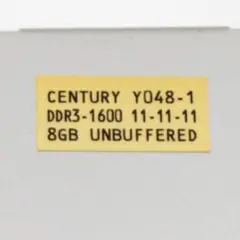 CENTURY Y048-1
DDR3-1600 11-11-11
8GB UNBUFFERED